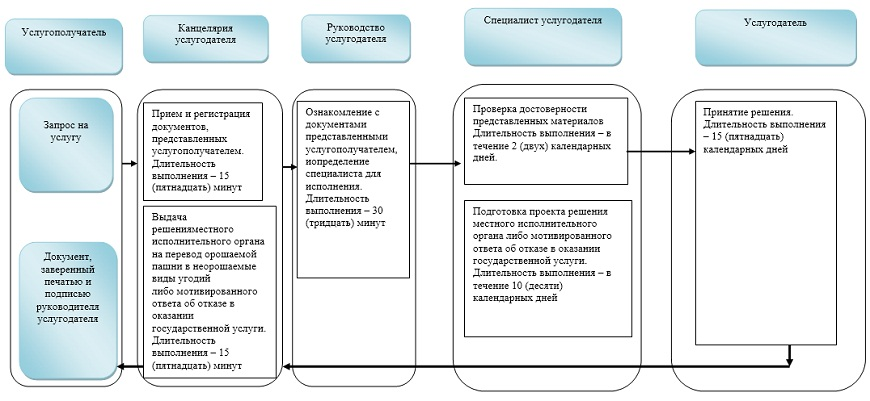 Услугополучатель
Канцелярия
услугодателя
Руководство
услугодателя
Специалист услугодателя
Услугодатель
Запрос на
услугу
Документ,
заверенный
печатью и
подписью
руководителя
услугодателя
Прием и регистрация
документов,
представленных
услугополучателем.
Длительность
выполнения – 15
(пятнадцать) минут
Выдача
решенияместного
исполнительного органа
на перевод орошаемой
пашни в неорошаемые
виды угодий
либо мотивированного
ответа об отказе в
оказании
государственной услуги.
Длительность
выполнения – 15
(пятнадцать) минут
Ознакомление с
документами
представленными
услугополучателем,
иопределение
специалиста для
исполнения.
Длительность
выполнения – 30
(тридцать) минут
Проверка достоверности
представленных материалов
Длительность выполнения – в
течение 2 (двух) календарных
дней.
Подготовка проекта решения
местного исполнительного
органа либо мотивированного
ответа об отказе в оказании
государственной услуги.
Длительность выполнения – в
течение 10 (десяти)
календарных дней
Принятие решения.
Длительность выполнения
– 15 (пятнадцать)
календарных дней